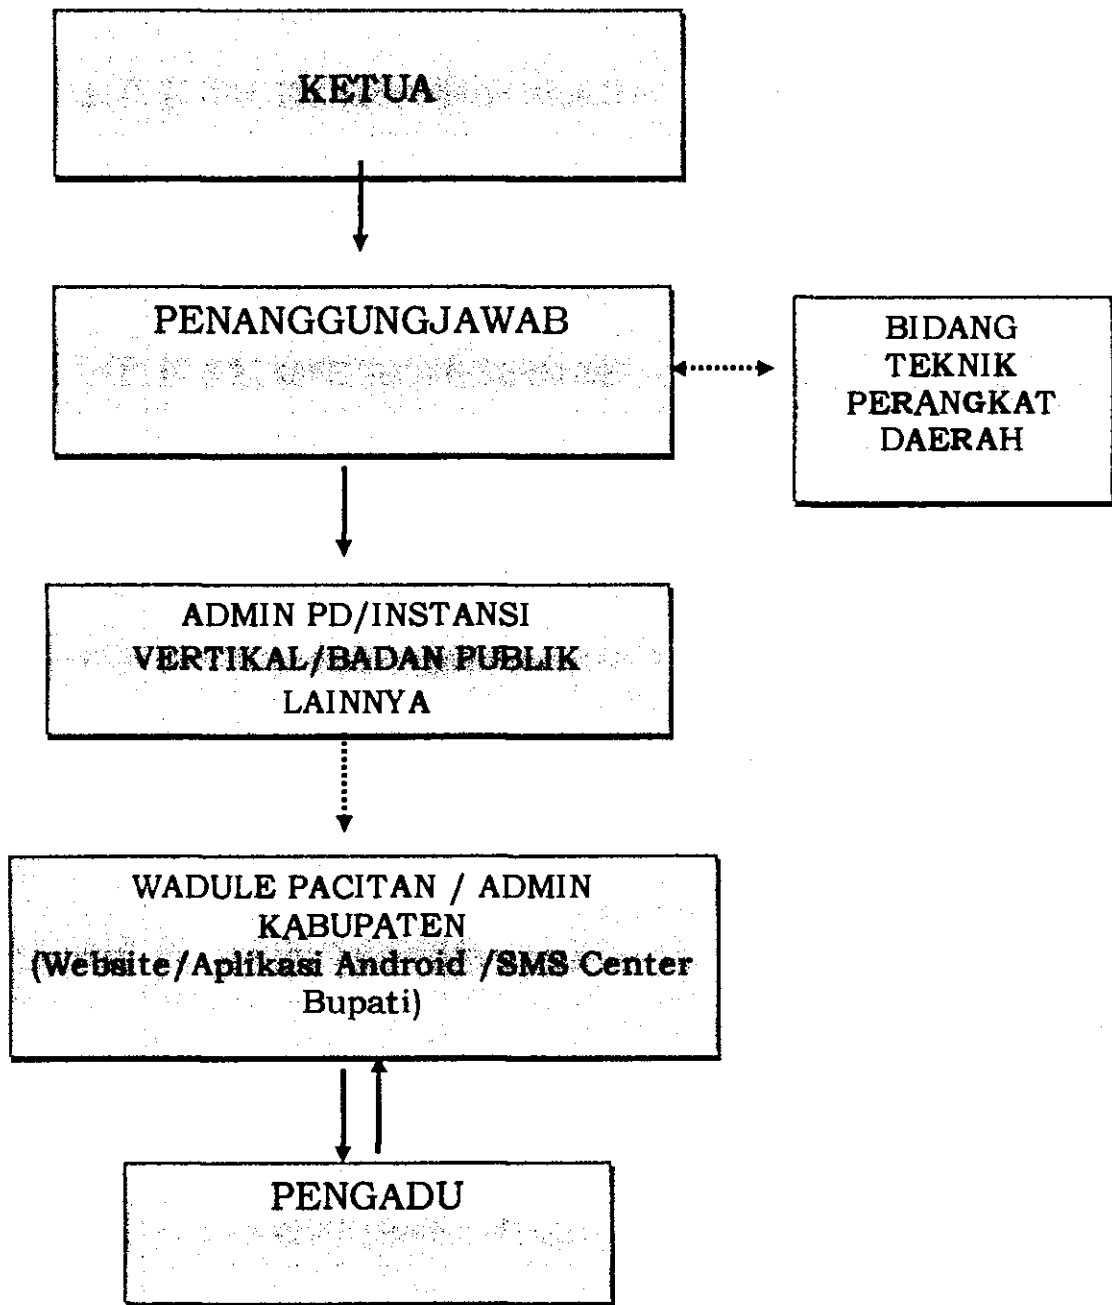 KETUA
PENANGGUNGJAWAB
BIDANG
TEKNIK
PERANGKAT
DAERAH
ADMIN PD/INSTANSI
VERTIKAL/BADAN PUBLIK
LAINNYA
WADULE PACITAN / ADMIN
KABUPATEN
(Website/Aplikasi Android /SMS Center
Bupati)
PENGADU